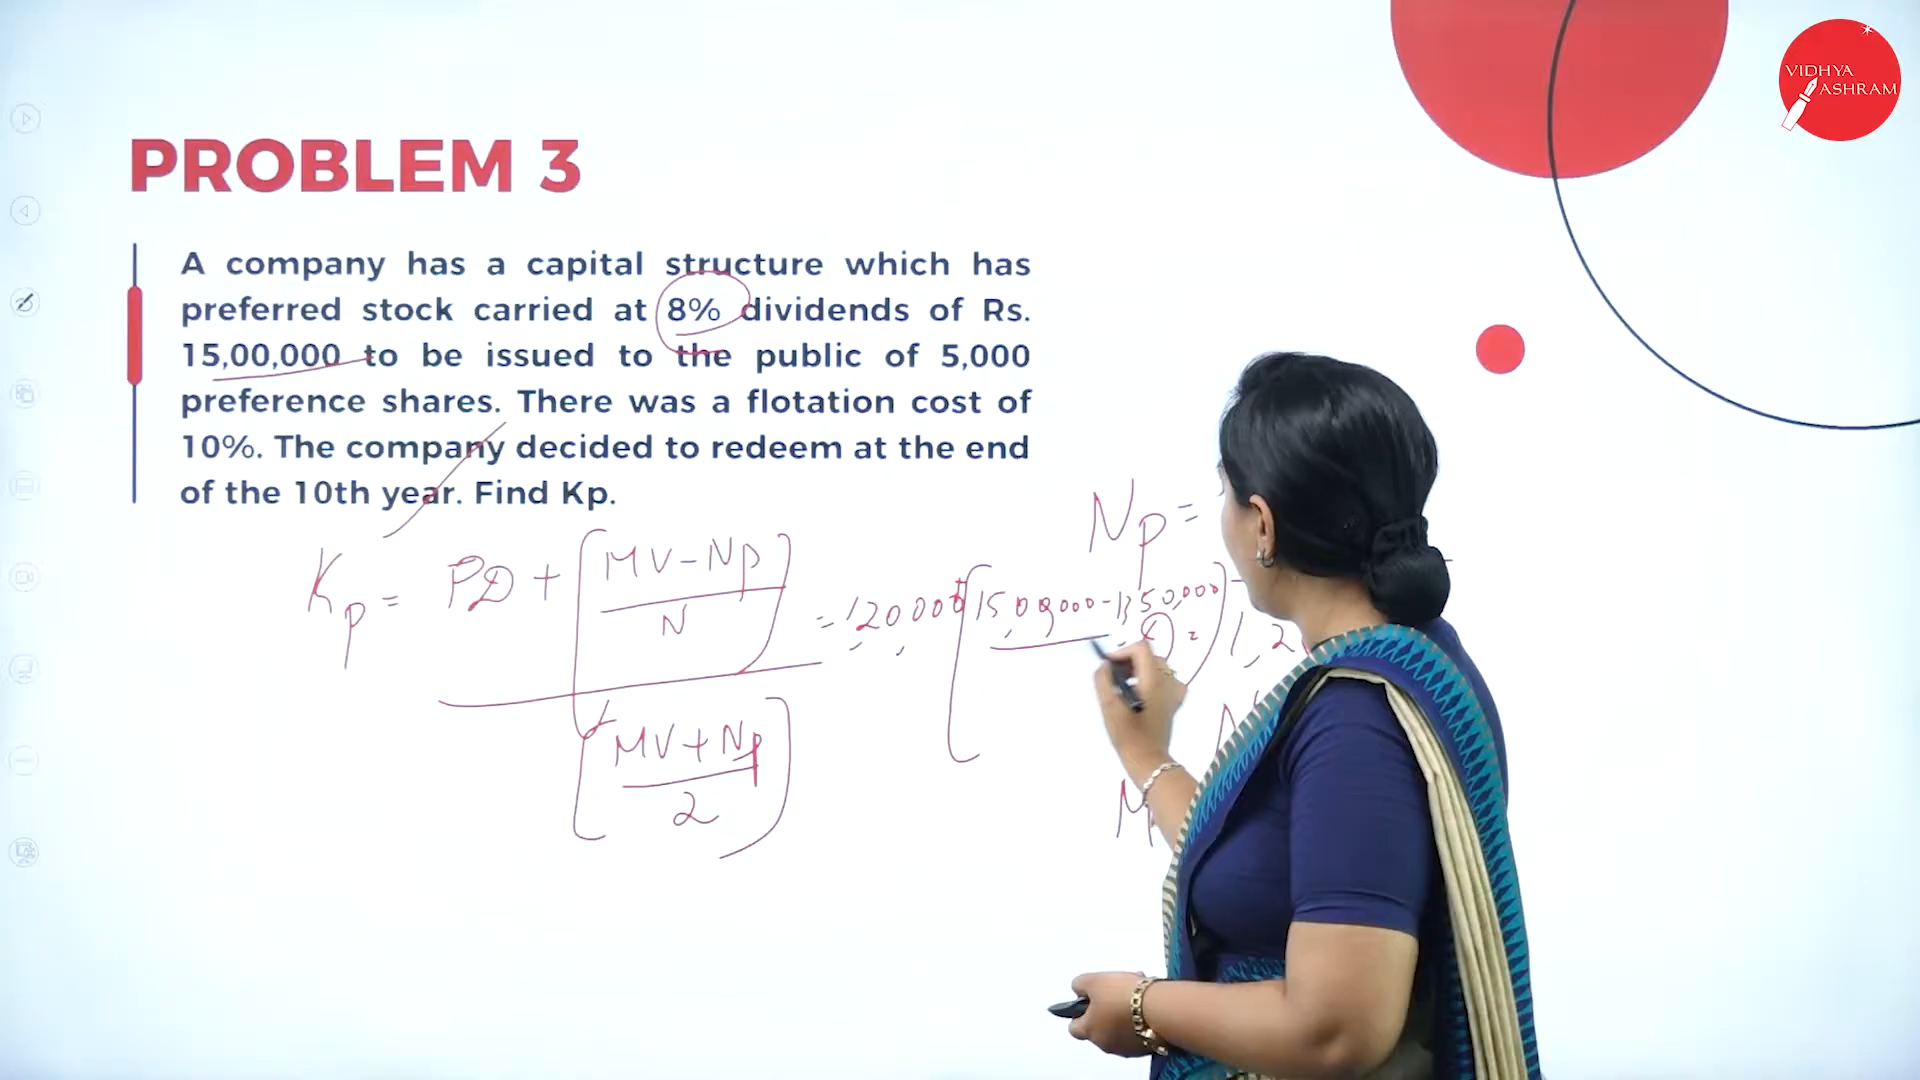 VIDHYA
ASHRAM
PROBLEM 3
A company has a capital structure which has
preferred stock carried at 8% dividends of Rs.
15,00,000 to be issued to the public of 5,000
preference shares. There was a flotation cost of
10%. The company decided to redeem at the end
of the 10th year. Find Kp.
Np =
Kp = PD + [MV - Np / N] = 1,20,000 [15,00,000 - 1350,000]
[MV + Np / 2]